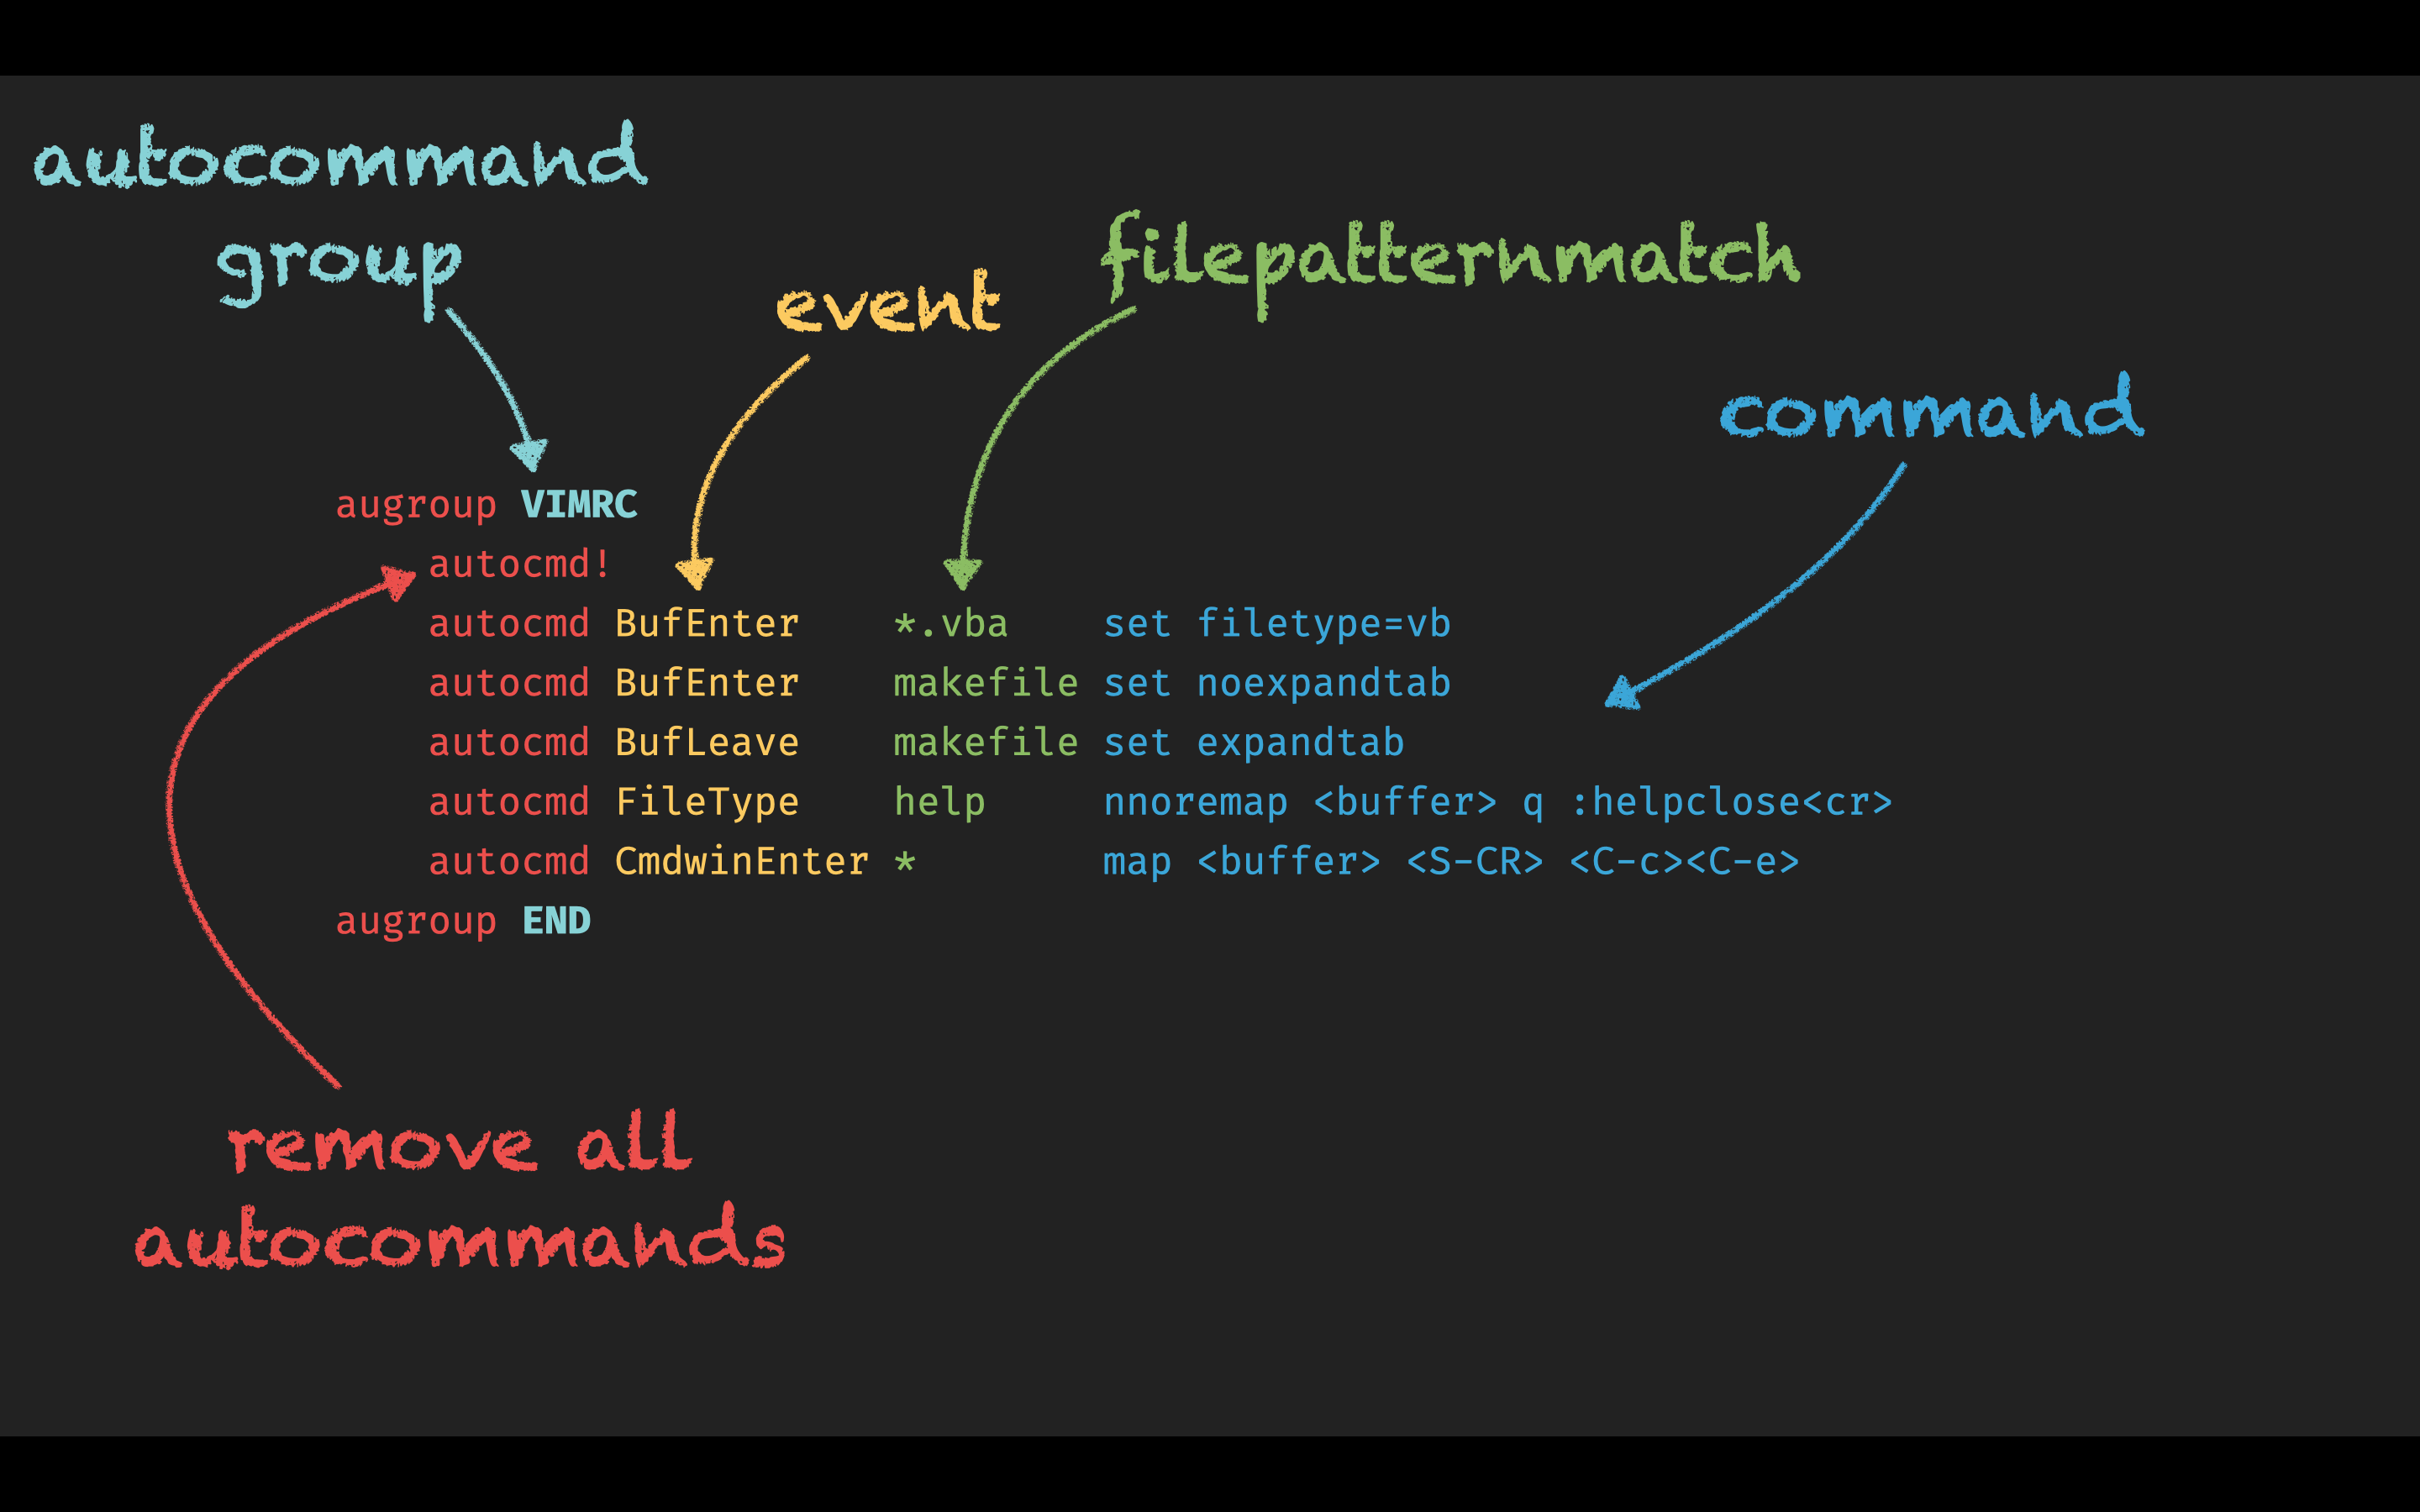 autocommand
group
event
filepatternmatch
command
augroup VIMRC
autocmd!
autocmd BufEnter *.vba set filetype=vb
autocmd BufEnter makefile set noexpandtab
autocmd BufLeave makefile set expandtab
autocmd FileType help nnoremap <buffer> q :helpclose<cr>
autocmd CmdwinEnter * map <buffer> <S-CR> <C-c><C-e>
augroup END
remove all
autocommands